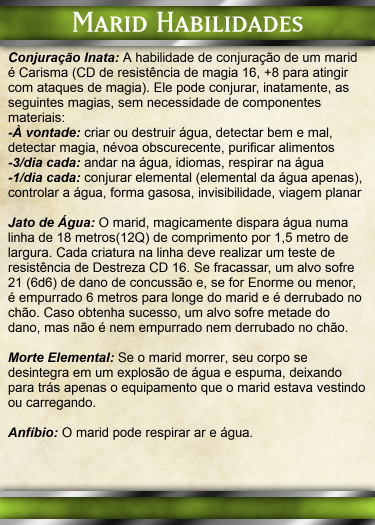 Marid Habilidades
Conjuração Inata: A habilidade de conjuração de um marid
é Carisma (CD de resistência de magia 16, +8 para atingir
com ataques de magia). Ele pode conjurar, inatamente, as
seguintes magias, sem necessidade de componentes
materiais:
-À vontade: criar ou destruir água, detectar bem e mal,
detectar magia, névoa obscurecente, purificar alimentos
-3/dia cada: andar na água, idiomas, respirar na água
-1/dia cada: conjurar elemental (elemental da água apenas),
controlar a água, forma gasosa, invisibilidade, viagem planar
Jato de Água: O marid, magicamente dispara água numa
linha de 18 metros(12Q) de comprimento por 1,5 metro de
largura. Cada criatura na linha deve realizar um teste de
resistência de Destreza CD 16. Se fracassar, um alvo sofre
21 (6d6) de dano de concussão e, se for Enorme ou menor,
é empurrado 6 metros para longe do marid e é derrubado no
chão. Caso obtenha sucesso, um alvo sofre metade do
dano, mas não é nem empurrado nem derrubado no chão.
Morte Elemental: Se o marid morrer, seu corpo se
desintegra em um explosão de água e espuma, deixando
para trás apenas o equipamento que o marid estava vestindo
ou carregando.
Anfíbio: O marid pode respirar ar e água.